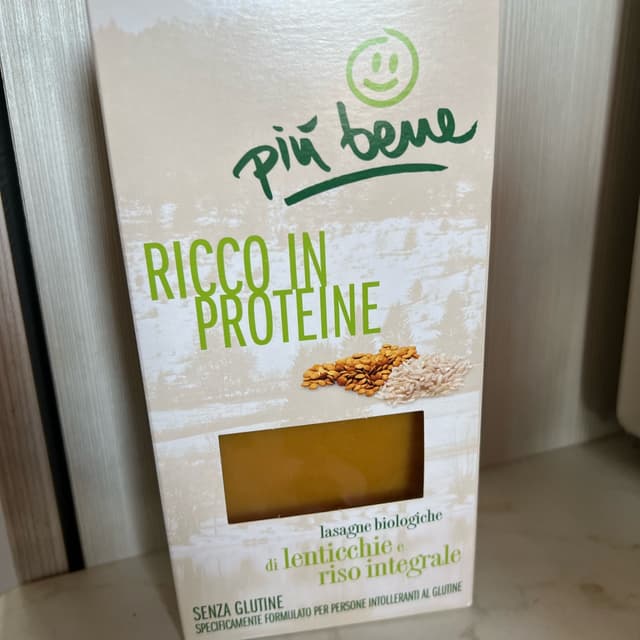 più bene
RICCO IN
PROTEINE
lasagne biologiche
di lenticchie e
riso integrale
SENZA GLUTINE
SPECIFICAMENTE FORMULATO PER PERSONE INTOLLERANTI AL GLUTINE